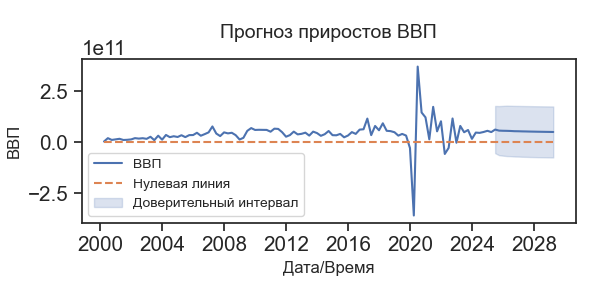 Прогноз приростов ВВП
1e11
2.5
0.0
−2.5
ВВП
ВВП
Нулевая линия
Доверительный интервал
2000 2004 2008 2012 2016 2020 2024 2028
Дата/Время